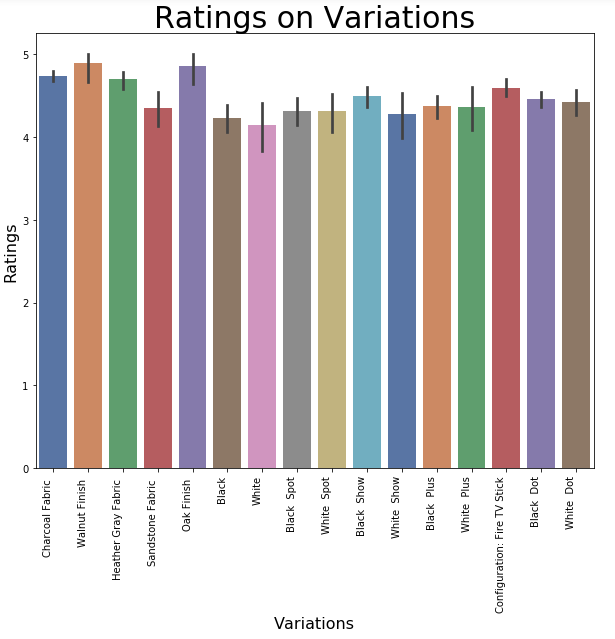 Ratings on Variations
Ratings
5
4
3
2
1
0
Charcoal Fabric
Walnut Finish
Heather Gray Fabric
Sandstone Fabric
Oak Finish
Black
White
Black  Spot
White  Spot
Black  Show
White  Show
Black  Plus
White  Plus
Configuration: Fire TV Stick
Black  Dot
White  Dot
Variations